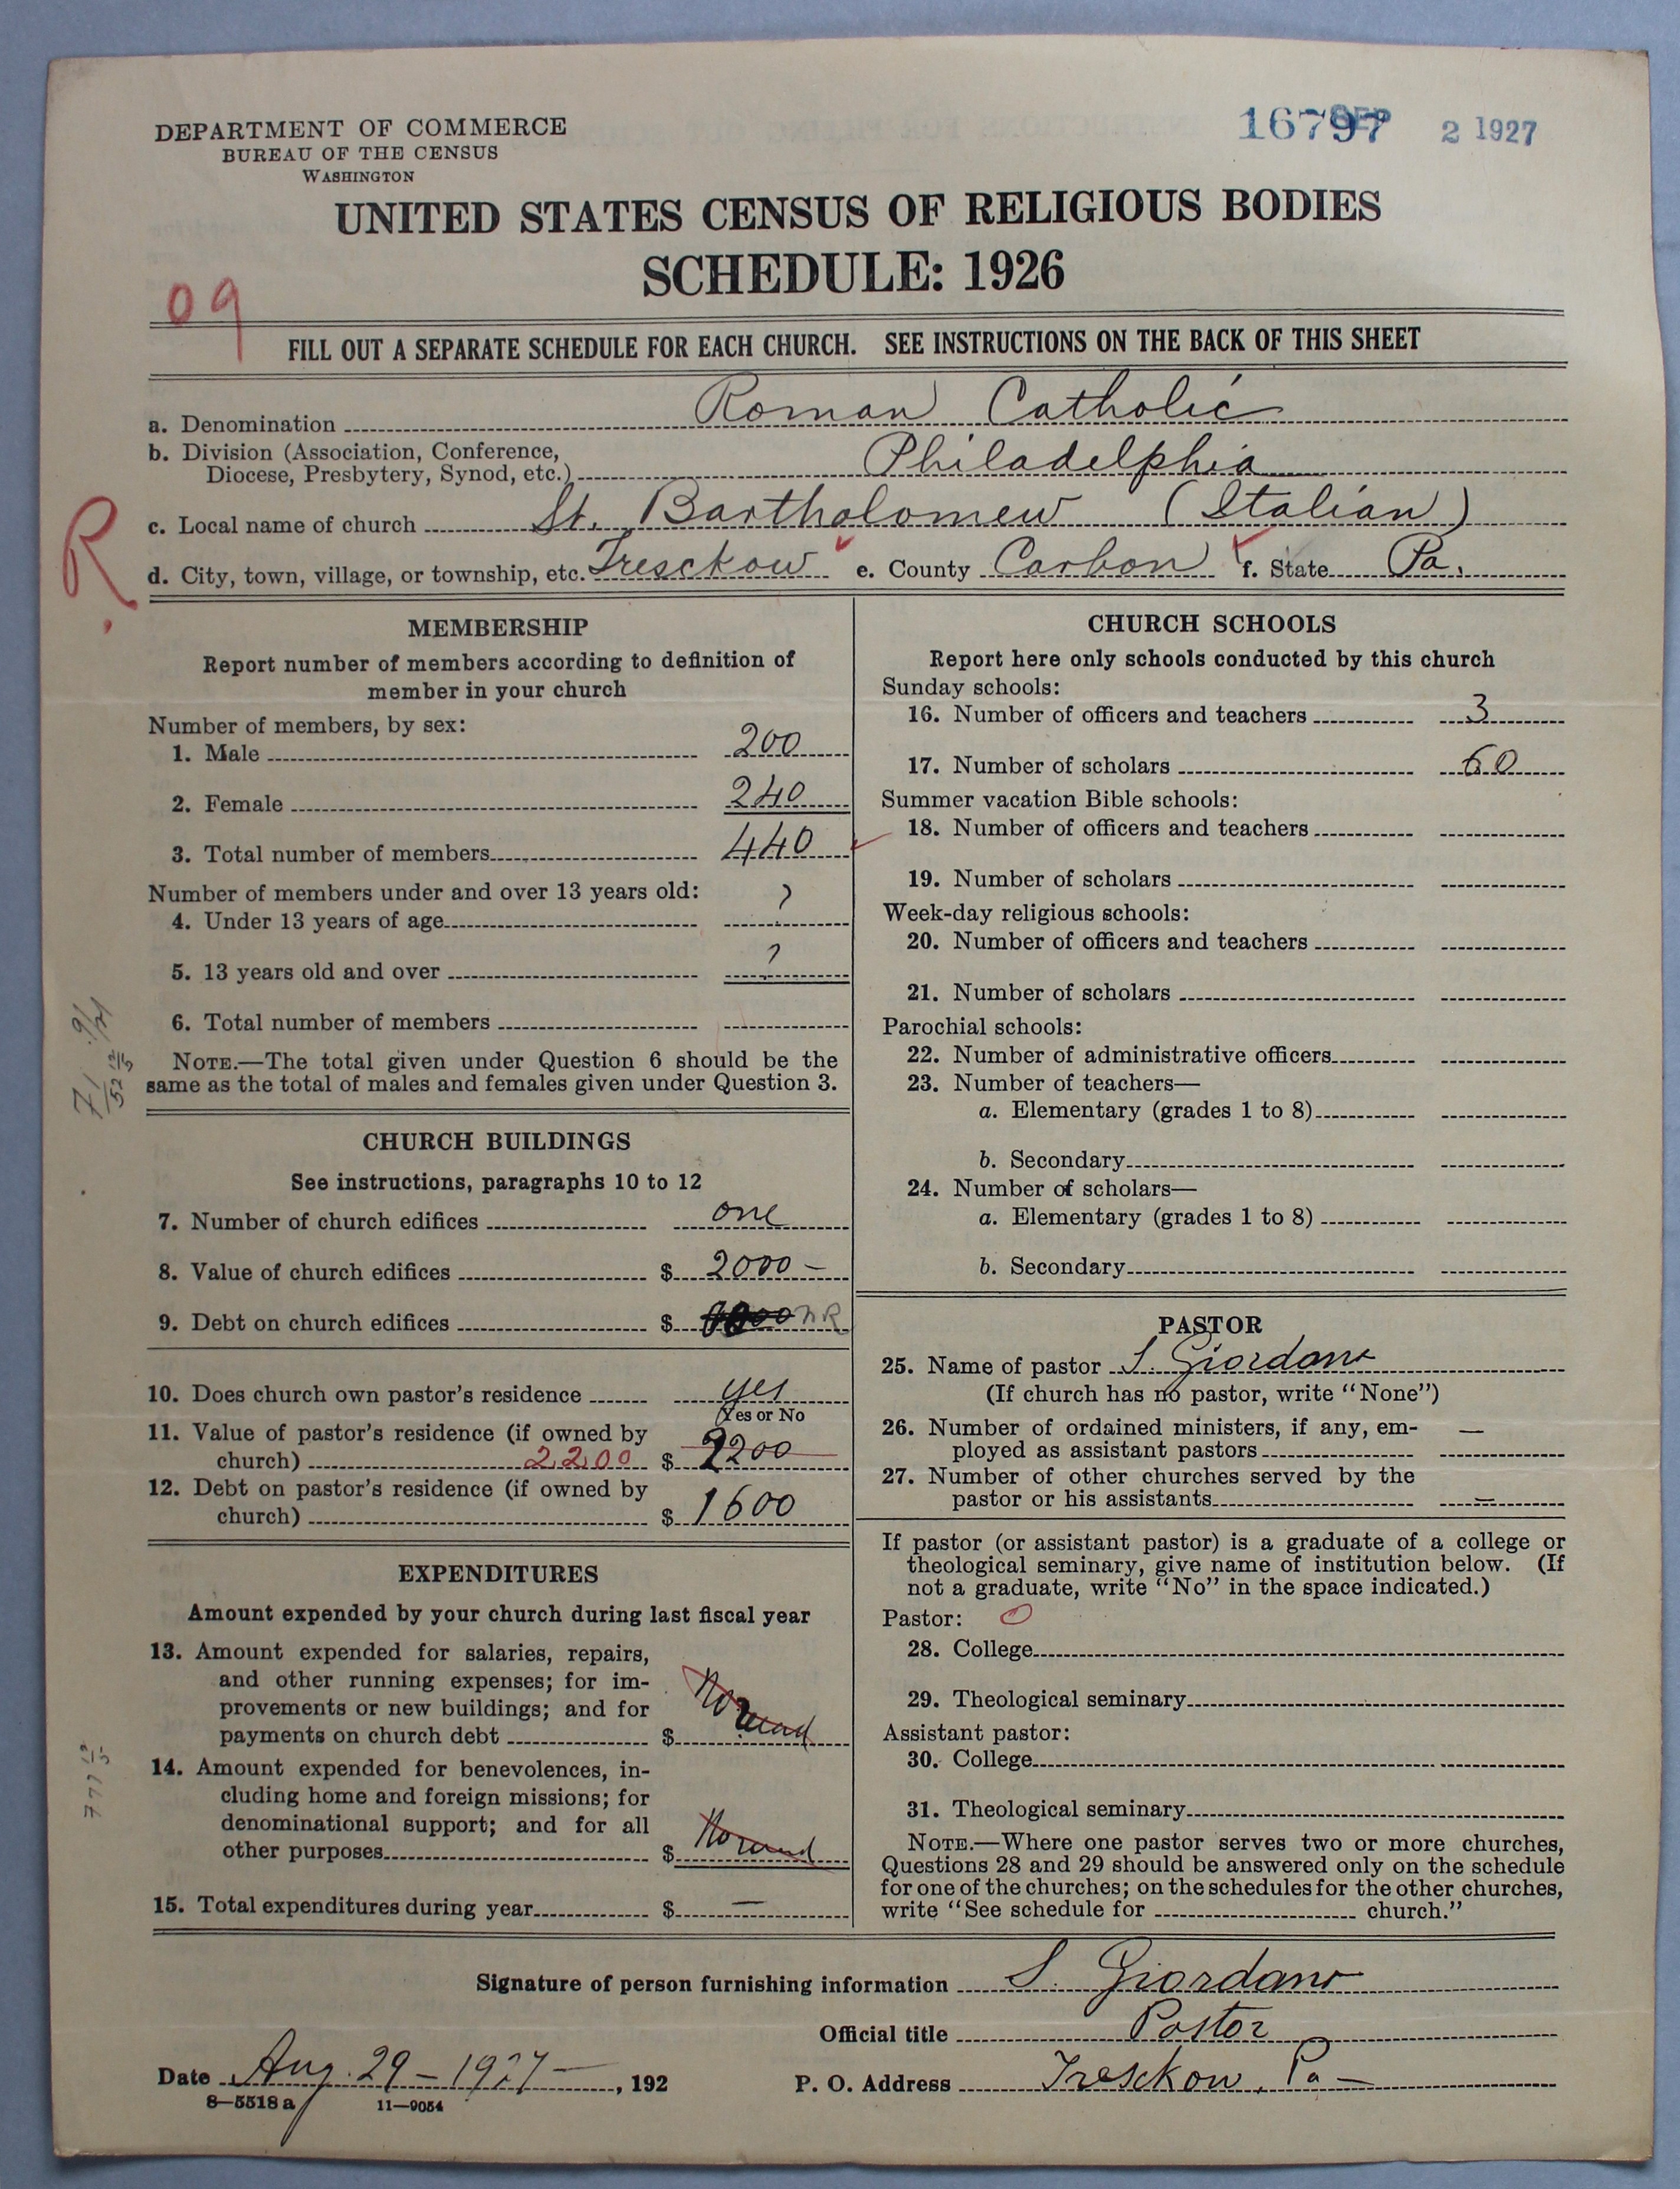 DEPARTMENT OF COMMERCE
BUREAU OF THE CENSUS
WASHINGTON
16797 SEP 2 1927
UNITED STATES CENSUS OF RELIGIOUS BODIES
SCHEDULE: 1926
09
FILL OUT A SEPARATE SCHEDULE FOR EACH CHURCH. SEE INSTRUCTIONS ON THE BACK OF THIS SHEET
a. Denomination Roman Catholic
b. Division (Association, Conference,
Diocese, Presbytery, Synod, etc.) Philadelphia
R
c. Local name of church St. Bartholomew (Italian)
d. City, town, village, or township, etc. Tresckow e. County Carbon f. State Pa.
MEMBERSHIP
Report number of members according to definition of
member in your church
Number of members, by sex:
1. Male 200
2. Female 240
3. Total number of members 440
Number of members under and over 13 years old:
4. Under 13 years of age ?
5. 13 years old and over ?
6. Total number of members
NOTE.—The total given under Question 6 should be the
same as the total of males and females given under Question 3.
CHURCH BUILDINGS
See instructions, paragraphs 10 to 12
7. Number of church edifices one
8. Value of church edifices $ 2000 –
9. Debt on church edifices $ NR
10. Does church own pastor's residence yes
Yes or No
11. Value of pastor's residence (if owned by
church) 2200 $ 2200
12. Debt on pastor's residence (if owned by
church) $ 1600
EXPENDITURES
Amount expended by your church during last fiscal year
13. Amount expended for salaries, repairs,
and other running expenses; for im-
provements or new buildings; and for
payments on church debt $
14. Amount expended for benevolences, in-
cluding home and foreign missions; for
denominational support; and for all
other purposes $
15. Total expenditures during year $ —
CHURCH SCHOOLS
Report here only schools conducted by this church
Sunday schools:
16. Number of officers and teachers 3
17. Number of scholars 60
Summer vacation Bible schools:
18. Number of officers and teachers
19. Number of scholars
Week-day religious schools:
20. Number of officers and teachers
21. Number of scholars
Parochial schools:
22. Number of administrative officers
23. Number of teachers—
a. Elementary (grades 1 to 8)
b. Secondary
24. Number of scholars—
a. Elementary (grades 1 to 8)
b. Secondary
PASTOR
25. Name of pastor S. Giordano
(If church has no pastor, write "None")
26. Number of ordained ministers, if any, em-
ployed as assistant pastors —
27. Number of other churches served by the
pastor or his assistants —
If pastor (or assistant pastor) is a graduate of a college or
theological seminary, give name of institution below. (If
not a graduate, write "No" in the space indicated.)
Pastor: 0
28. College
29. Theological seminary
Assistant pastor:
30. College
31. Theological seminary
NOTE.—Where one pastor serves two or more churches,
Questions 28 and 29 should be answered only on the schedule
for one of the churches; on the schedules for the other churches,
write "See schedule for church."
Signature of person furnishing information S. Giordano
Official title Pastor
Date Aug. 29 – 1927 – , 192
P. O. Address Tresckow, Pa –
8—5518 a 11—9054